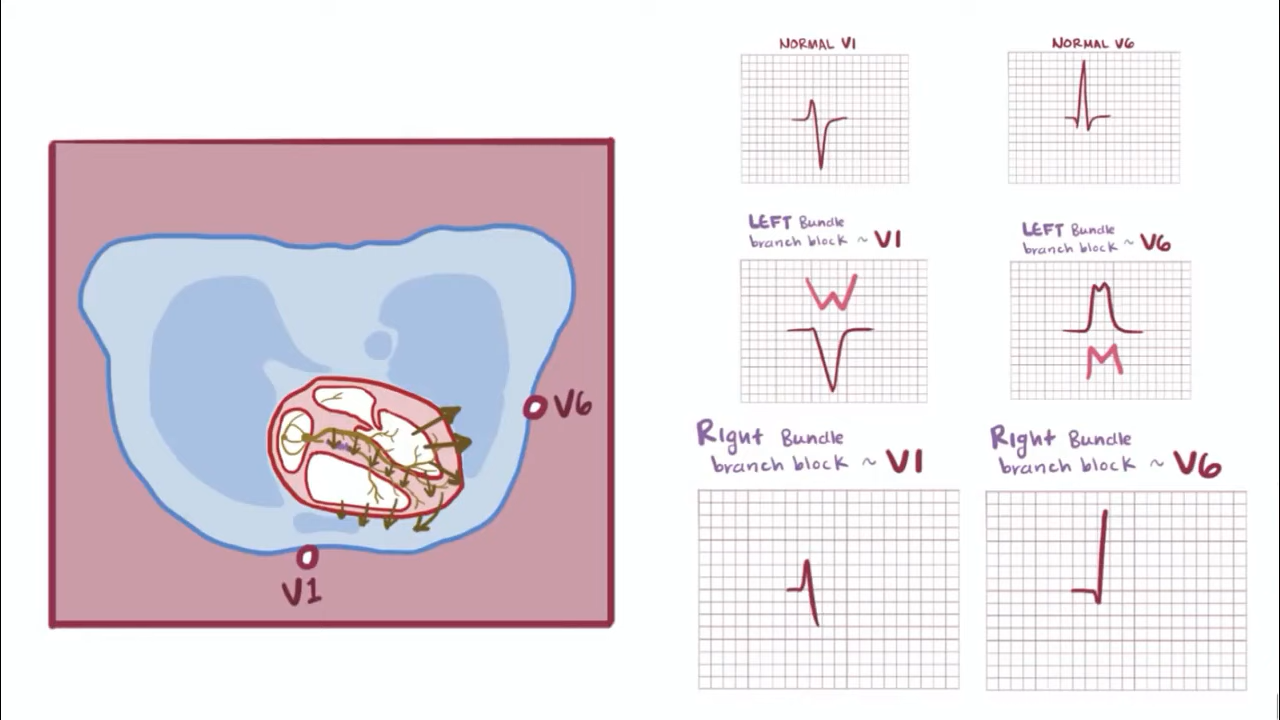 NORMAL V1
NORMAL V6
LEFT Bundle
branch block ~ V1
LEFT Bundle
branch block ~ V6
W
M
V6
Right Bundle
branch block ~ V1
Right Bundle
branch block ~ V6
V1